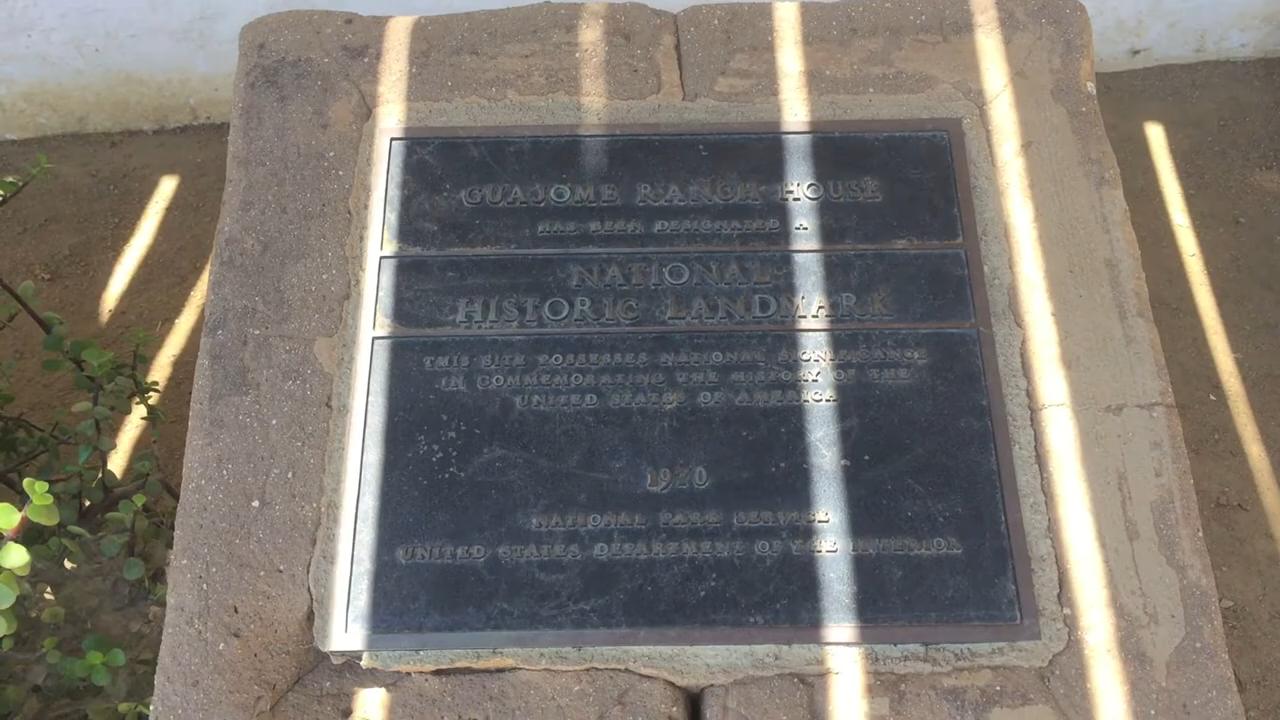 GUAJOME RANCH HOUSE
HAS BEEN DESIGNATED A
NATIONAL
HISTORIC LANDMARK
THIS SITE POSSESSES NATIONAL SIGNIFICANCE
IN COMMEMORATING THE HISTORY OF THE
UNITED STATES OF AMERICA
1970
NATIONAL PARK SERVICE
UNITED STATES DEPARTMENT OF THE INTERIOR